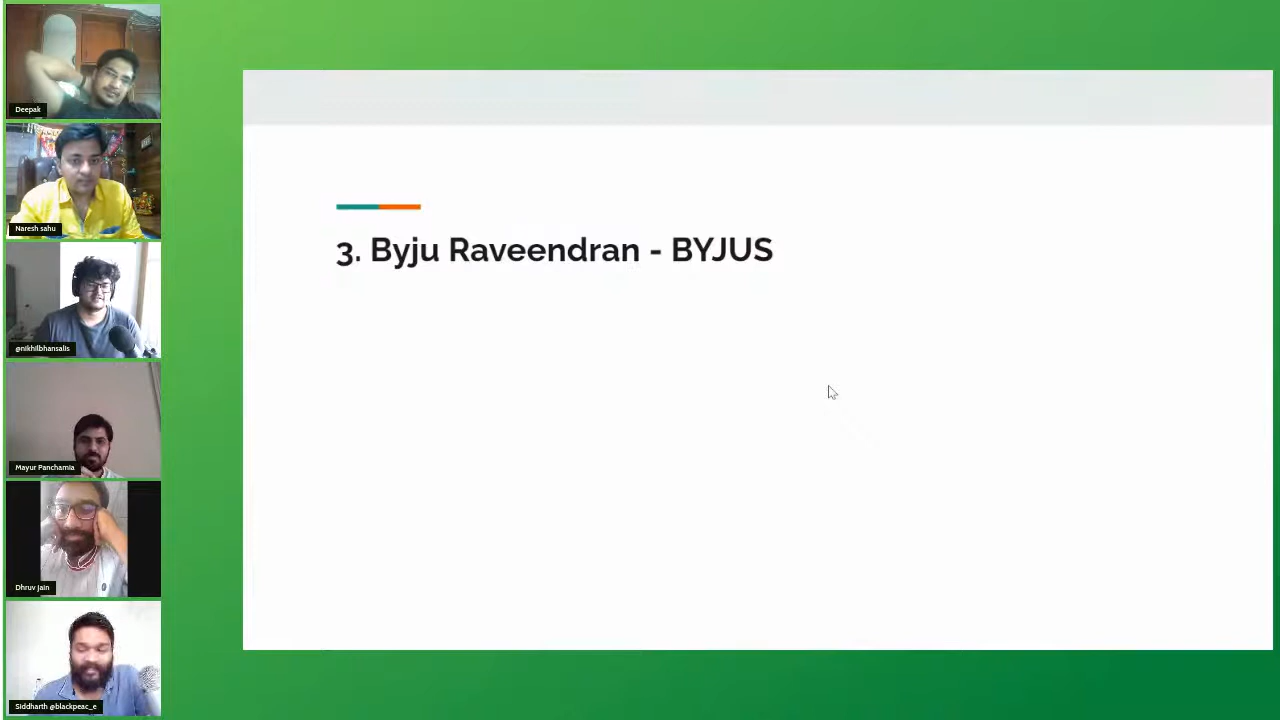 Deepak
Naresh sahu
@nikhilbhansalis
Mayur Panchamia
Dhruv jain
Siddharth @blackpeac_e
3. Byju Raveendran - BYJUS